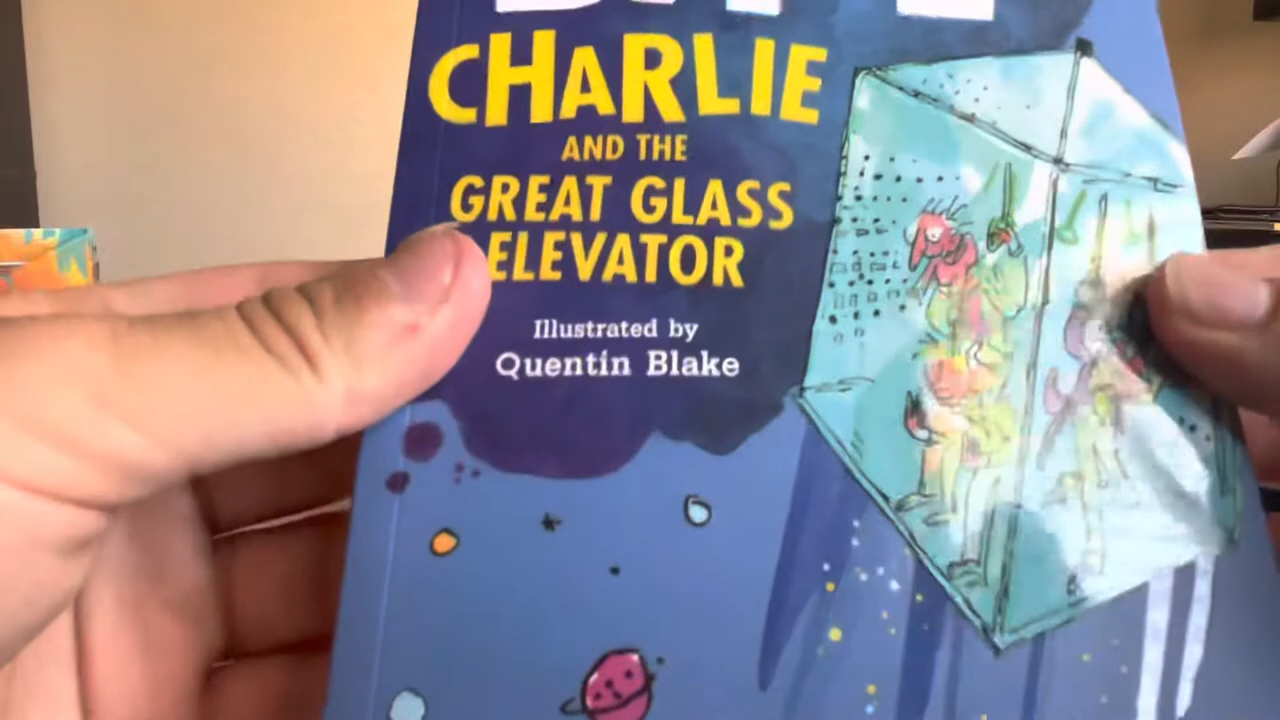 CHARLIE
AND THE
GREAT GLASS
ELEVATOR
Illustrated by
Quentin Blake